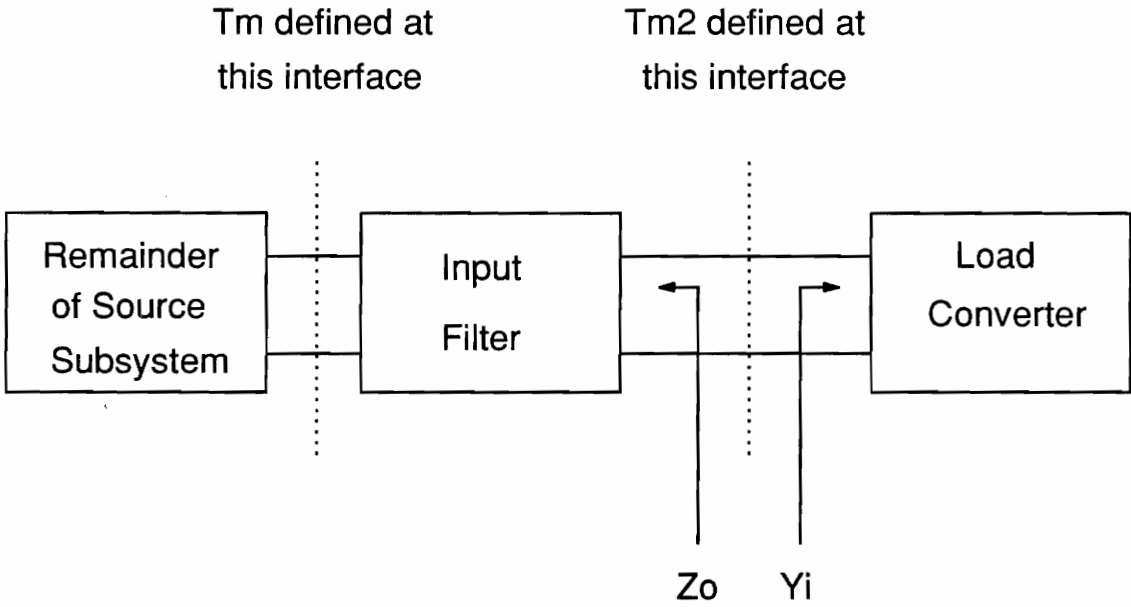 Tm defined at
this interface
Tm2 defined at
this interface
Remainder
of Source
Subsystem
Input
Filter
Load
Converter
Zo
Yi